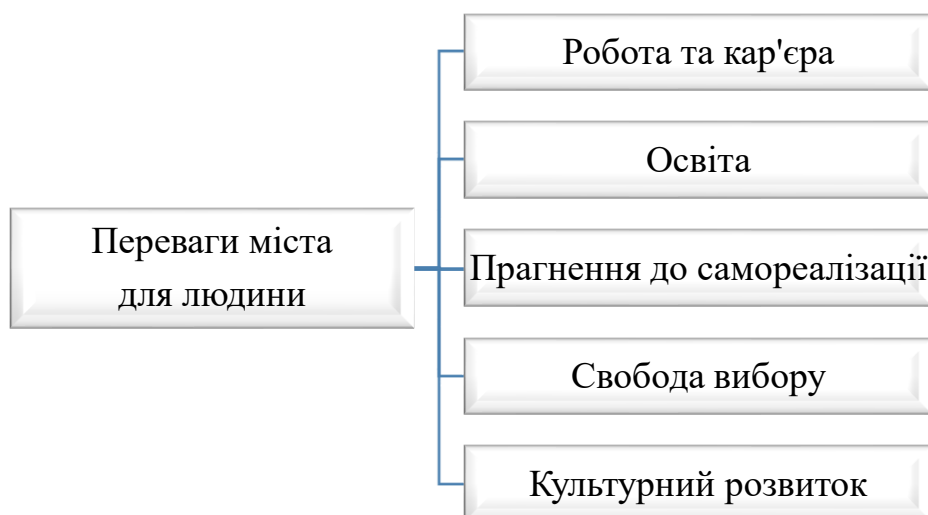 Переваги міста
для людини
Робота та кар'єра
Освіта
Прагнення до самореалізації
Свобода вибору
Культурний розвиток